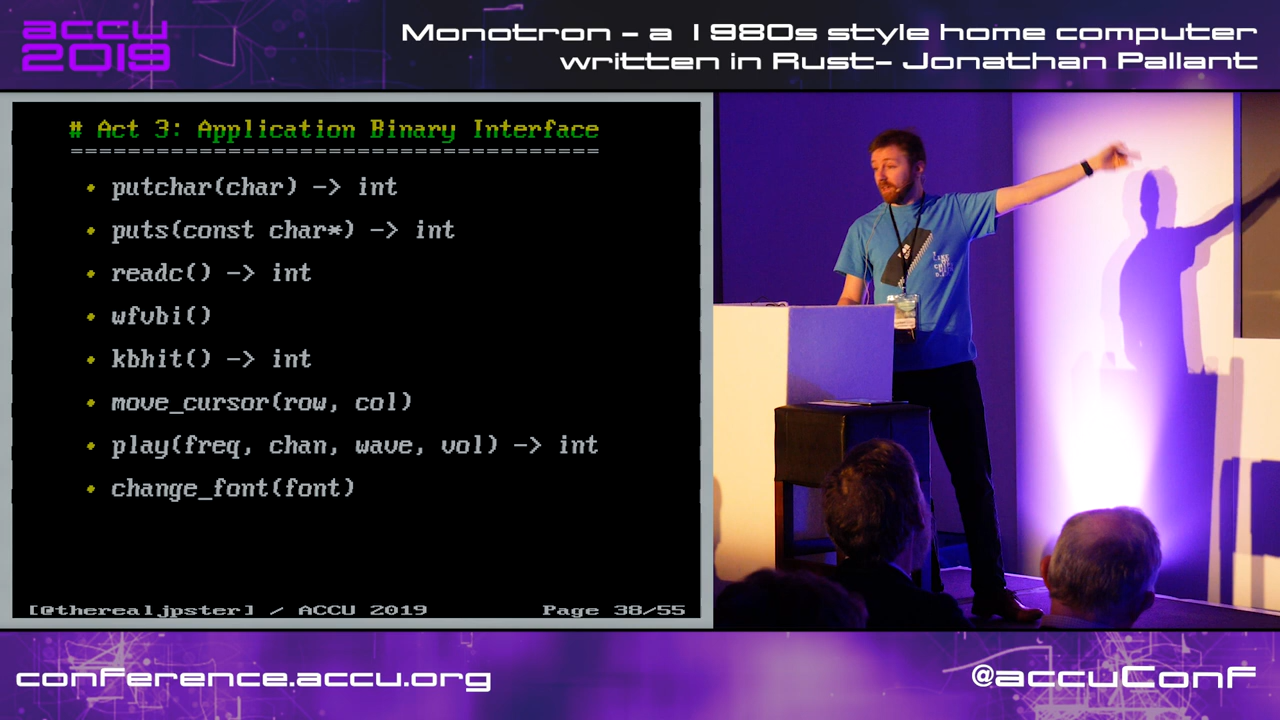 accu
2019
Monotron - a 1980s style home computer
written in Rust- Jonathan Pallant
# Act 3: Application Binary Interface
=====================================
• putchar(char) -> int
• puts(const char*) -> int
• readc() -> int
• wfvbi()
• kbhit() -> int
• move_cursor(row, col)
• play(freq, chan, wave, vol) -> int
• change_font(font)
[@therealjpster] / ACCU 2019
Page 38/55
conference.accu.org
@accuConf